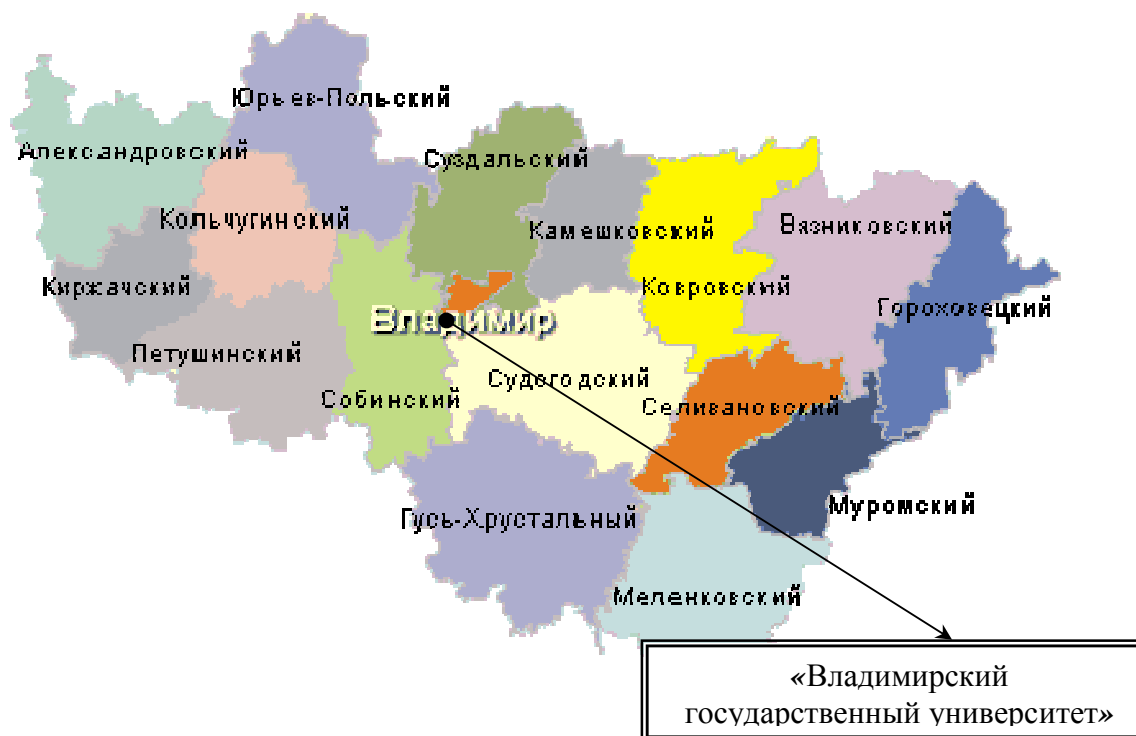 Юрьев-Польский
Александровский
Суздальский
Кольчугинский
Камешковский
Вязниковский
Киржачский
Ковровский
Гороховецкий
Владимир
Петушинский
Судогодский
Собинский
Селивановский
Муромский
Гусь-Хрустальный
Меленковский
«Владимирский
государственный университет»